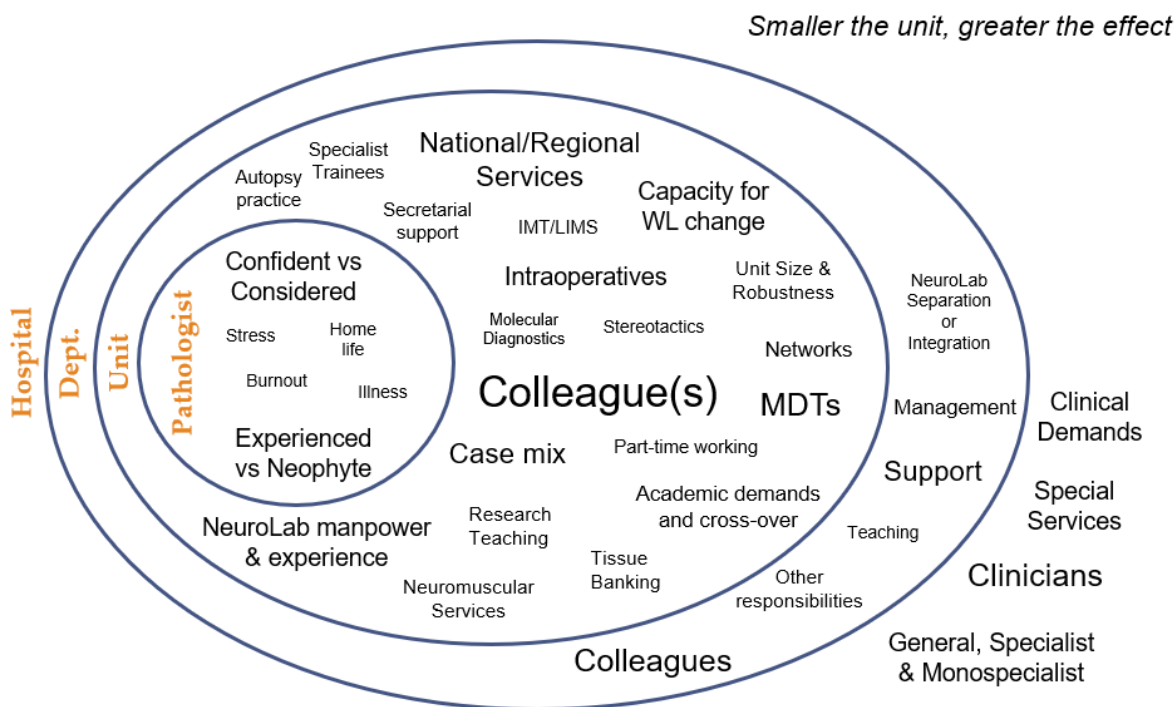 Smaller the unit, greater the effect
Hospital
Dept.
Unit
Pathologist
Confident vs
Considered
Stress
Home
life
Burnout
Illness
Experienced
vs Neophyte
Autopsy
practice
Specialist
Trainees
National/Regional
Services
Secretarial
support
IMT/LIMS
Capacity for
WL change
Intraoperatives
Unit Size &
Robustness
Molecular
Diagnostics
Stereotactics
Networks
Colleague(s)
MDTs
Case mix
Part-time working
Academic demands
and cross-over
NeuroLab manpower
& experience
Research
Teaching
Tissue
Banking
Neuromuscular
Services
NeuroLab
Separation
or
Integration
Management
Support
Teaching
Other
responsibilities
Colleagues
Clinical
Demands
Special
Services
Clinicians
General, Specialist
& Monospecialist